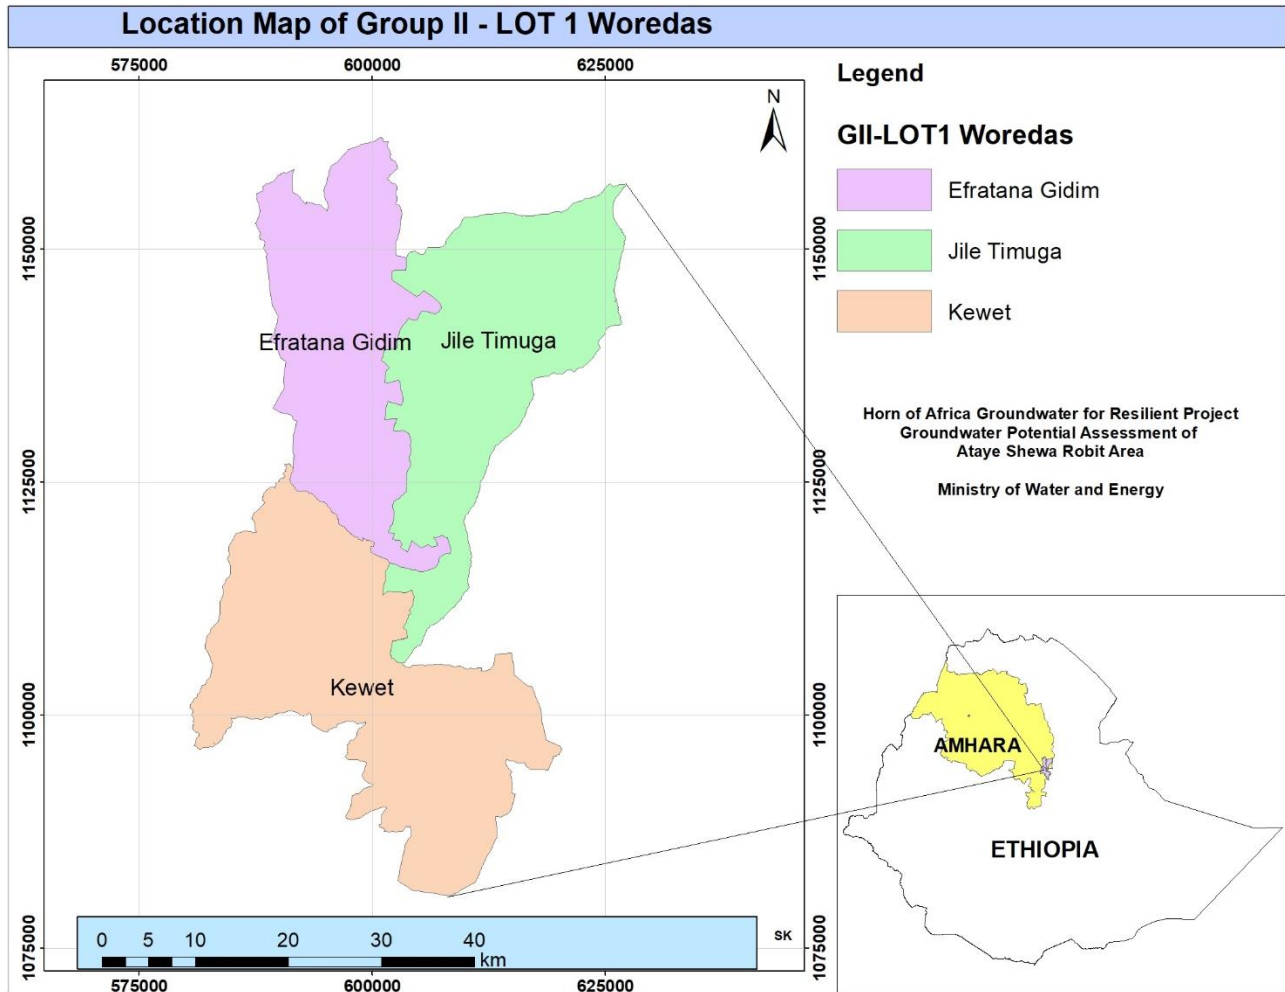 Location Map of Group II - LOT 1 Woredas
575000 600000 625000
N
1150000
1125000
1100000
1075000
Efratana Gidim
Jile Timuga
Kewet
1150000
1125000
1100000
1075000
0 5 10 20 30 40
km
SK
575000 600000 625000
Legend
GII-LOT1 Woredas
Efratana Gidim
Jile Timuga
Kewet
Horn of Africa Groundwater for Resilient Project
Groundwater Potential Assessment of
Ataye Shewa Robit Area
Ministry of Water and Energy
AMHARA
ETHIOPIA